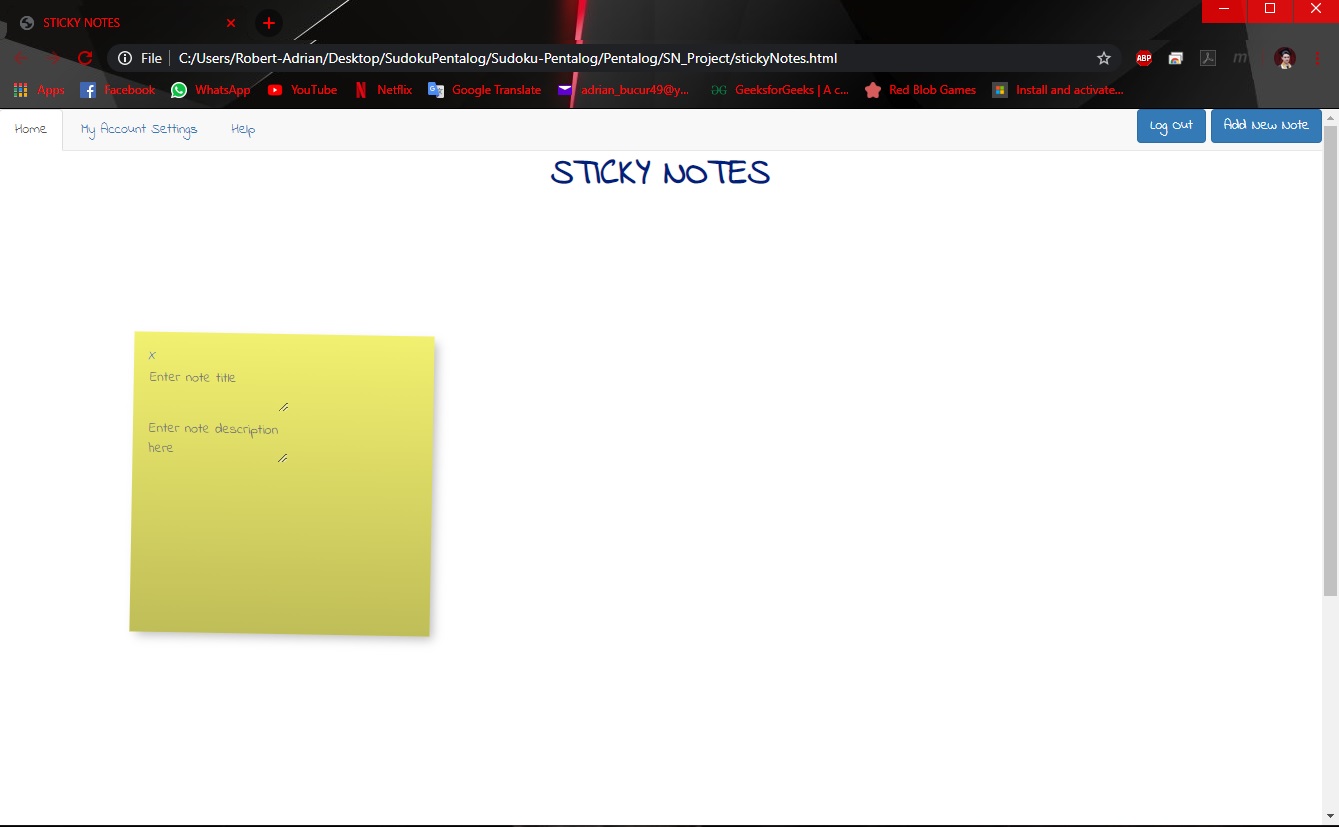 STICKY NOTES
File C:/Users/Robert-Adrian/Desktop/SudokuPentalog/Sudoku-Pentalog/Pentalog/SN_Project/stickyNotes.html
ABP
Apps Facebook WhatsApp YouTube Netflix Google Translate adrian_bucur49@y... GeeksforGeeks | A c... Red Blob Games Install and activate...
Home My Account Settings Help Log Out Add New Note
STICKY NOTES
X
Enter note title
Enter note description
here